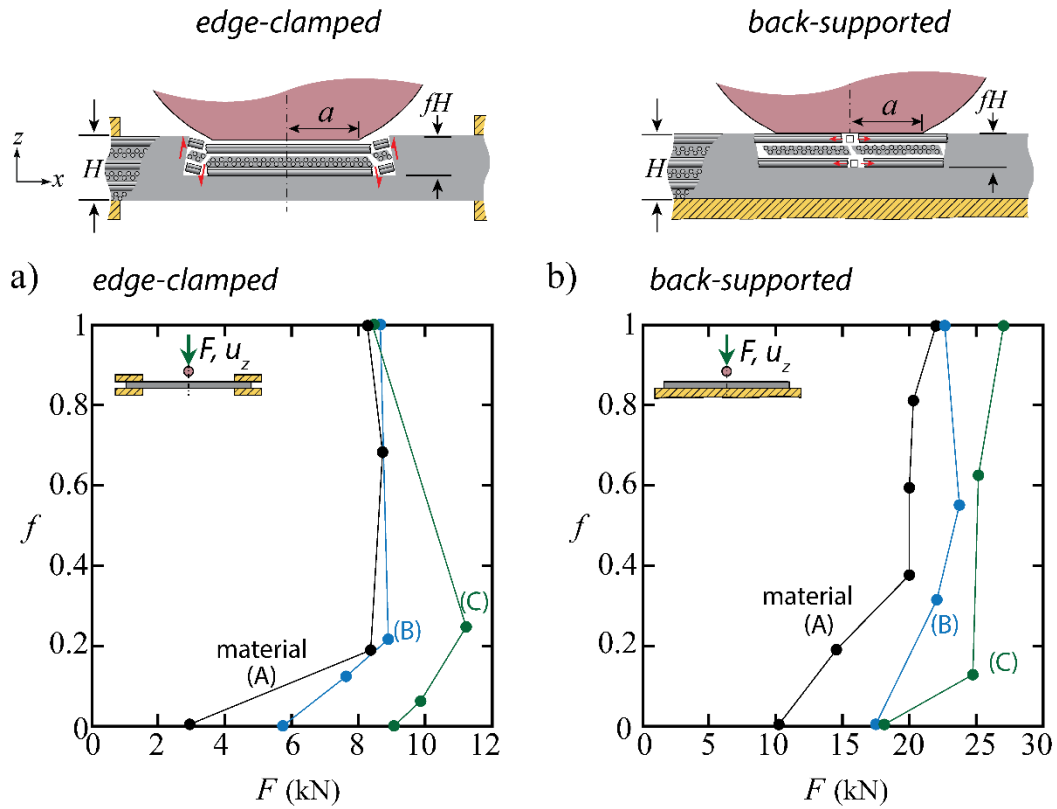 edge-clamped
back-supported
a
fH
H
z
x
a
fH
H
a) edge-clamped
b) back-supported
F, u_z
material
(A)
(B)
(C)
1
0.8
0.6
0.4
0.2
0
f
0 2 4 6 8 10 12
F (kN)
F, u_z
material
(A)
(B)
(C)
1
0.8
0.6
0.4
0.2
0
f
0 5 10 15 20 25 30
F (kN)